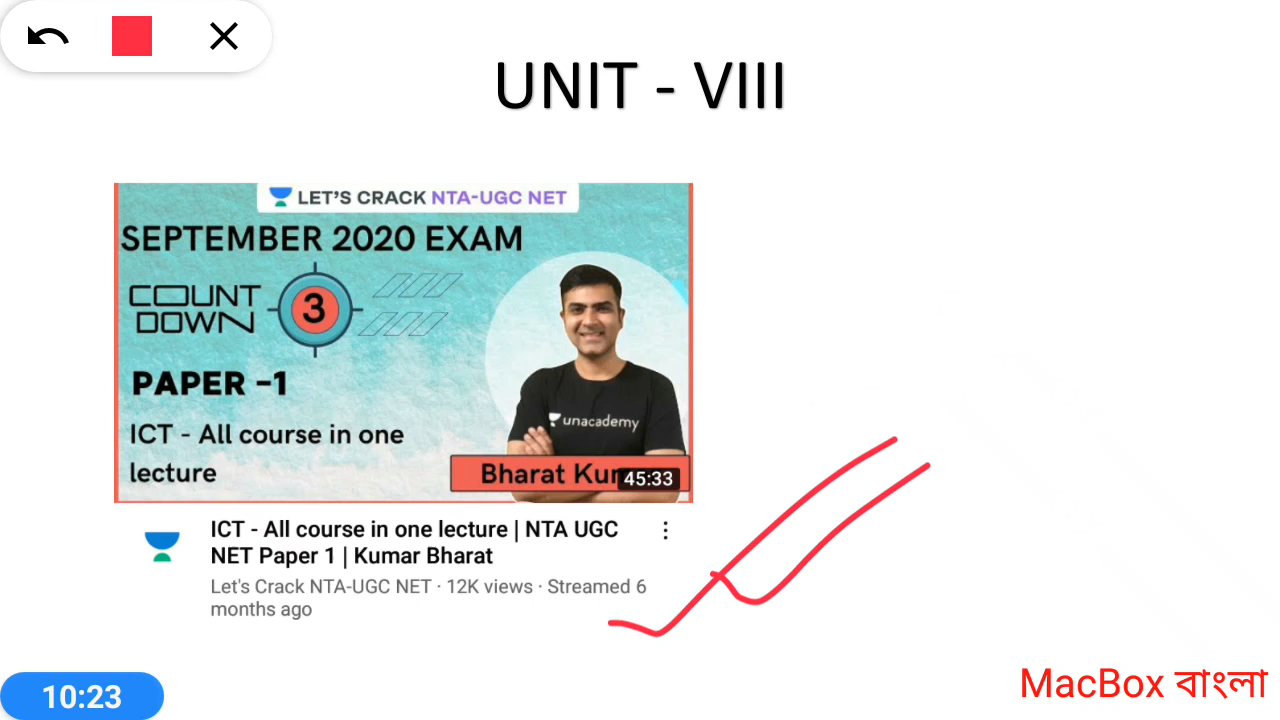 UNIT - VIII
LET'S CRACK NTA-UGC NET
SEPTEMBER 2020 EXAM
COUNT
DOWN
3
PAPER -1
unacademy
ICT - All course in one
lecture
Bharat
45:33
ICT - All course in one lecture | NTA UGC
NET Paper 1 | Kumar Bharat
Let's Crack NTA-UGC NET · 12K views · Streamed 6
months ago
MacBox বাংলা
10:23